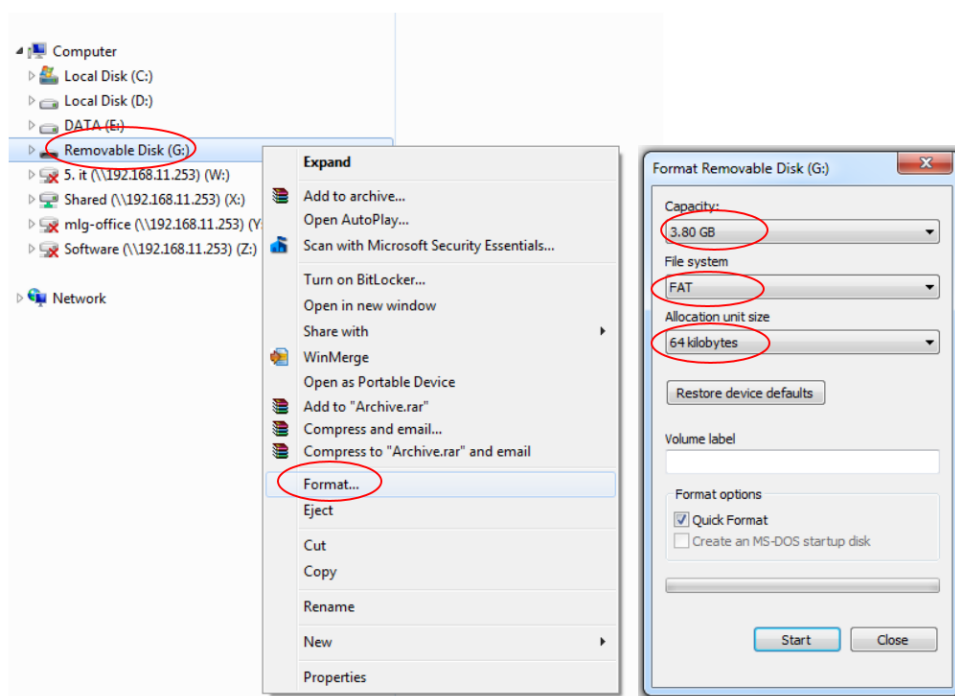 Computer
Local Disk (C:)
Local Disk (D:)
DATA (E:)
Removable Disk (G:)
5. it (\\192.168.11.253) (W:)
Shared (\\192.168.11.253) (X:)
mlg-office (\\192.168.11.253) (Y
Software (\\192.168.11.253) (Z:)
Network
Expand
Add to archive...
Open AutoPlay...
Scan with Microsoft Security Essentials...
Turn on BitLocker...
Open in new window
Share with
WinMerge
Open as Portable Device
Add to "Archive.rar"
Compress and email...
Compress to "Archive.rar" and email
Format...
Eject
Cut
Copy
Rename
New
Properties
Format Removable Disk (G:)
Capacity:
3.80 GB
File system
FAT
Allocation unit size
64 kilobytes
Restore device defaults
Volume label
Format options
Quick Format
Create an MS-DOS startup disk
Start
Close